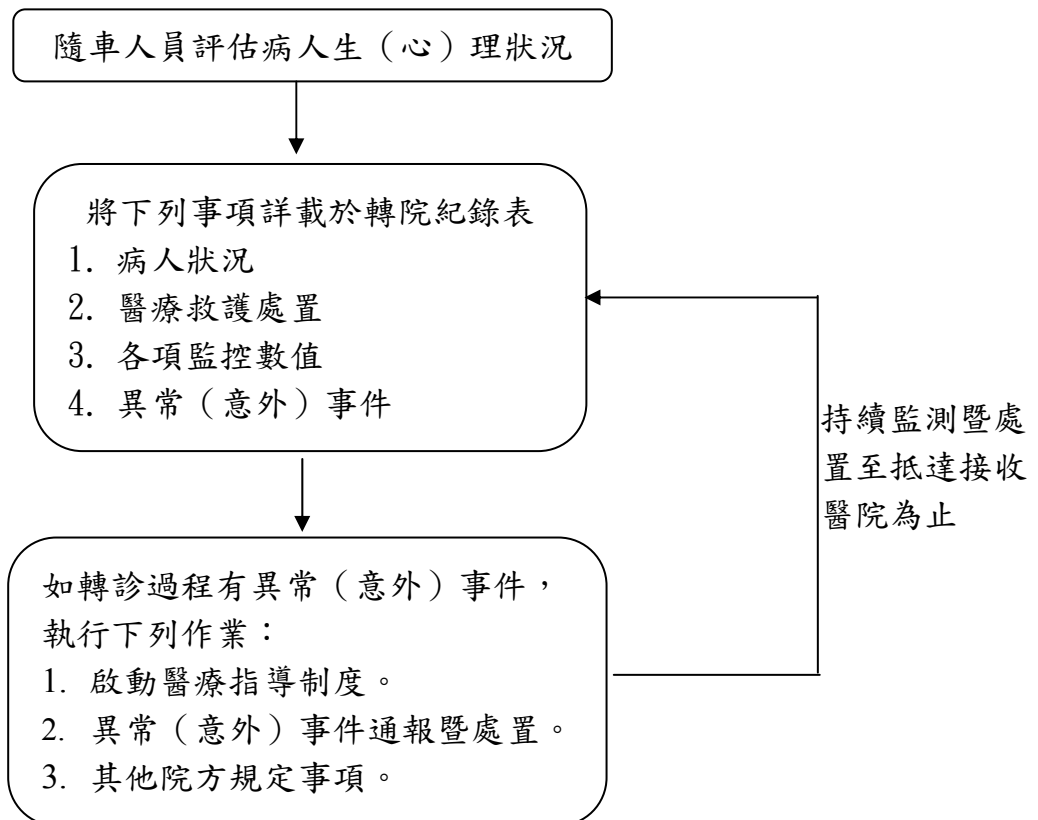 隨車人員評估病人生（心）理狀況
將下列事項詳載於轉院紀錄表
1. 病人狀況
2. 醫療救護處置
3. 各項監控數值
4. 異常（意外）事件
持續監測暨處
置至抵達接收
醫院為止
如轉診過程有異常（意外）事件，
執行下列作業：
1. 啟動醫療指導制度。
2. 異常（意外）事件通報暨處置。
3. 其他院方規定事項。